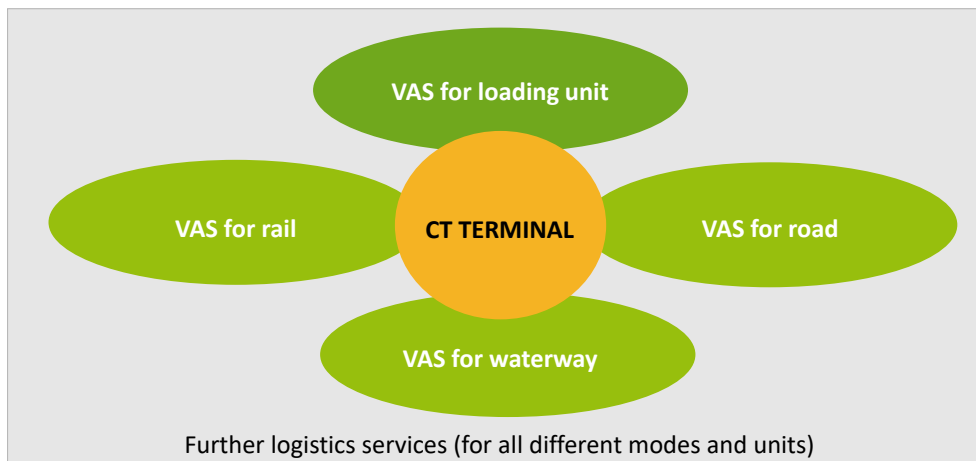 VAS for loading unit
VAS for rail
CT TERMINAL
VAS for road
VAS for waterway
Further logistics services (for all different modes and units)